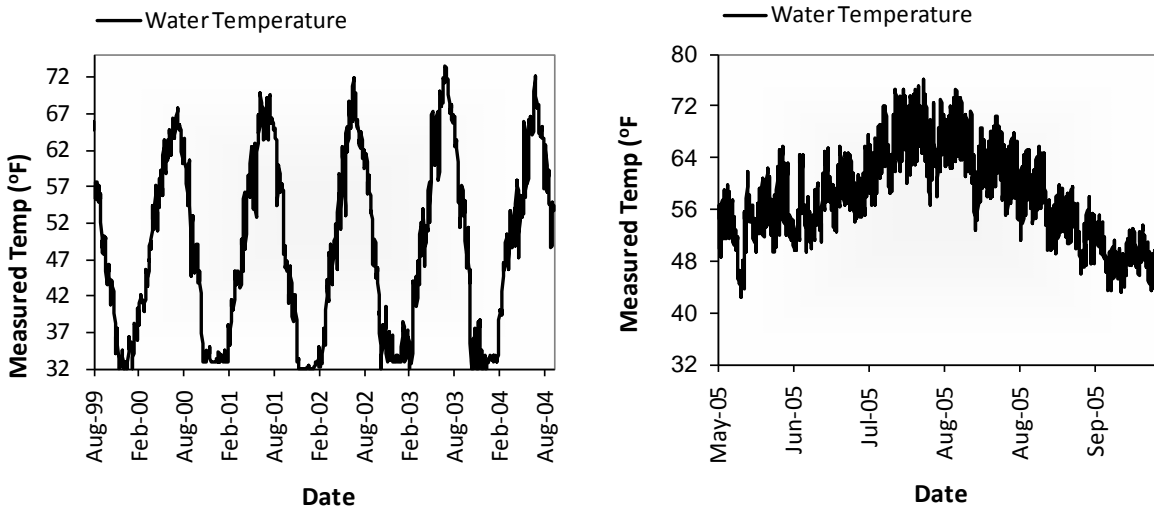 Water Temperature
Measured Temp (ºF)
72
67
62
57
52
47
42
37
32
Aug-99
Feb-00
Aug-00
Feb-01
Aug-01
Feb-02
Aug-02
Feb-03
Aug-03
Feb-04
Aug-04
Date
Water Temperature
Measured Temp (ºF
80
72
64
56
48
40
32
May-05
Jun-05
Jul-05
Aug-05
Aug-05
Sep-05
Date